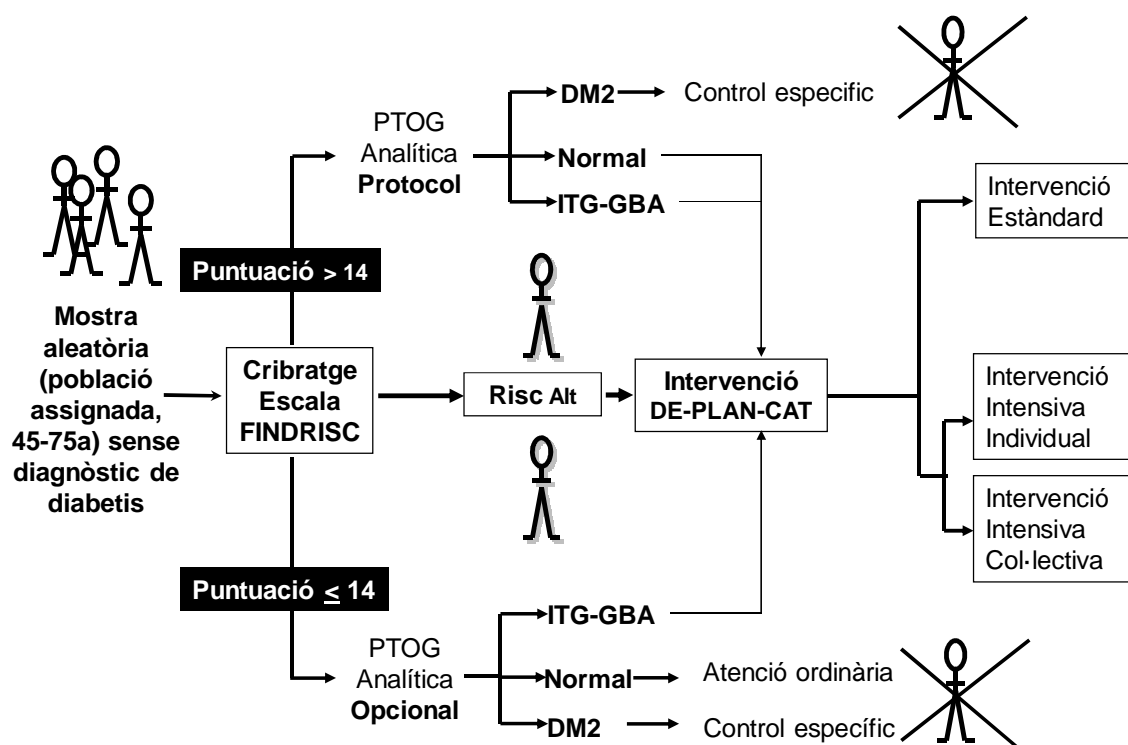 DM2
Control especific
PTOG
Analítica
Protocol
Normal
ITG-GBA
Puntuació > 14
Mostra
aleatòria
(població
assignada,
45-75a) sense
diagnòstic de
diabetis
Cribratge
Escala
FINDRISC
Risc Alt
Intervenció
DE-PLAN-CAT
Intervenció
Estàndard
Intervenció
Intensiva
Individual
Intervenció
Intensiva
Col·lectiva
Puntuació ≤ 14
PTOG
Analítica
Opcional
ITG-GBA
Normal
Atenció ordinària
DM2
Control específic